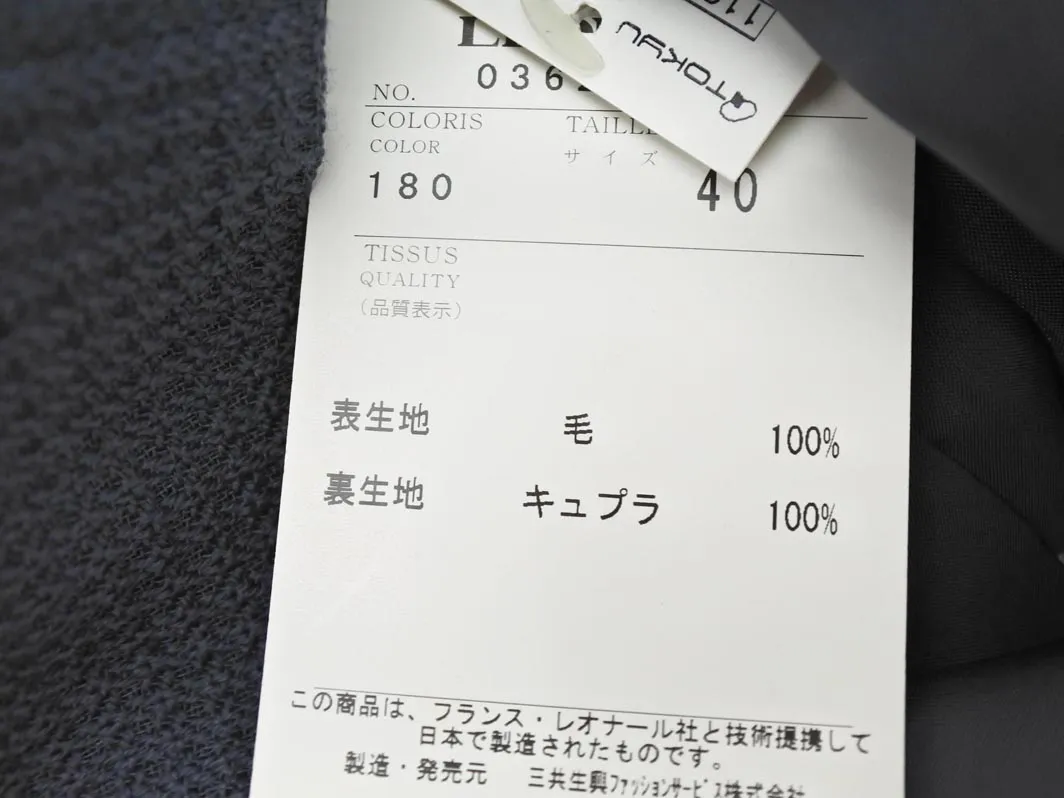 TOKYU
NO. 036
COLORIS
COLOR
180
TAILLE
サイズ
40
TISSUS
QUALITY
(品質表示)
表生地 毛 100%
裏生地 キュプラ 100%
この商品は、フランス・レオナール社と技術提携して
日本で製造されたものです。
製造・発売元 三共生興ファッションサービス株式会社